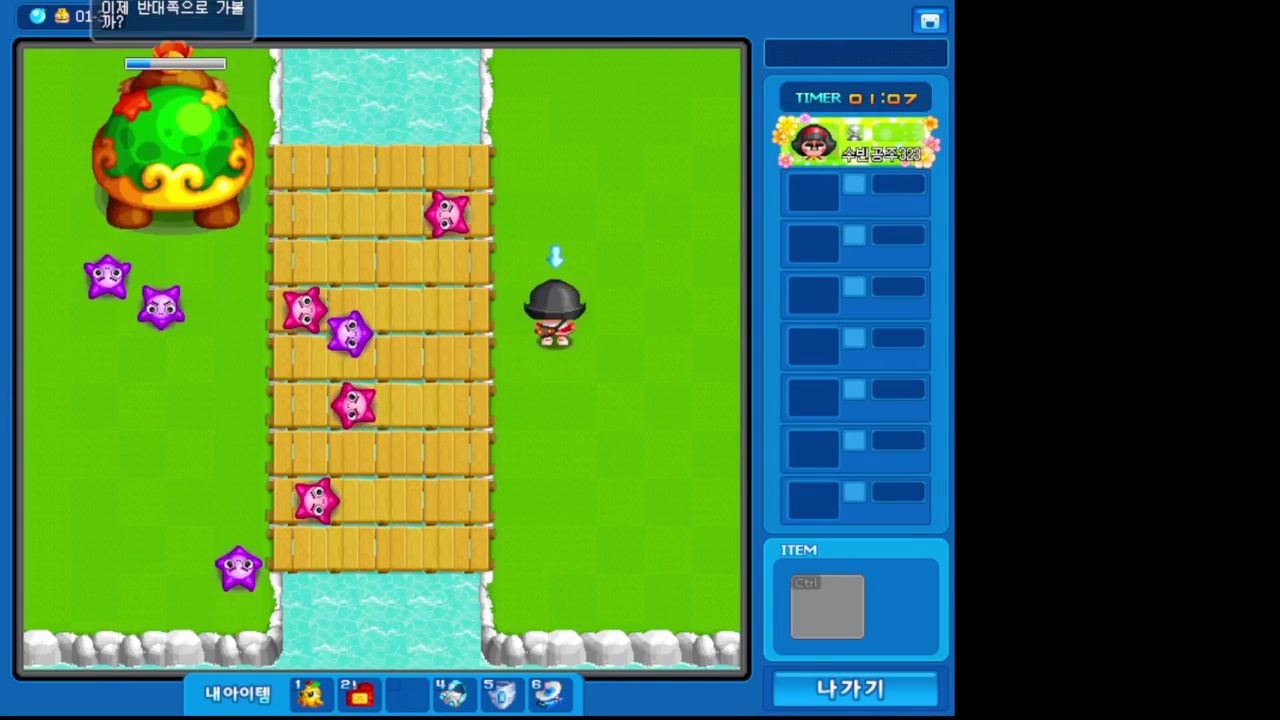 01-
이제 반대쪽으로 가볼
까?
TIMER 01:07
수빈공주323
ITEM
Ctrl
내아이템
1
2
4
5
6
나가기